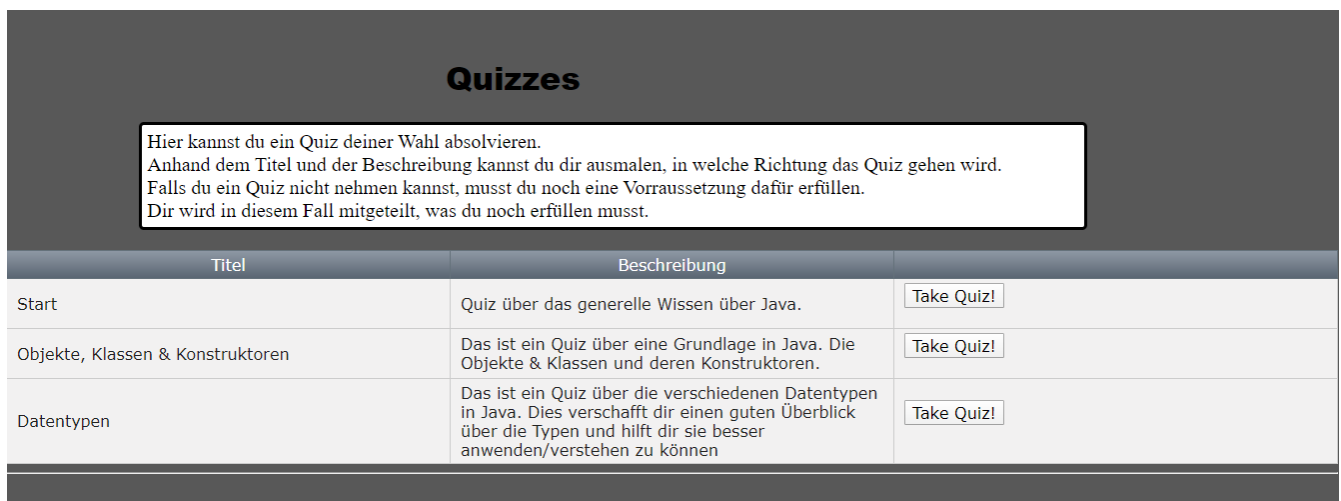 Quizzes
Hier kannst du ein Quiz deiner Wahl absolvieren.
Anhand dem Titel und der Beschreibung kannst du dir ausmalen, in welche Richtung das Quiz gehen wird.
Falls du ein Quiz nicht nehmen kannst, musst du noch eine Vorraussetzung dafür erfüllen.
Dir wird in diesem Fall mitgeteilt, was du noch erfüllen musst.
Titel Beschreibung
Start Quiz über das generelle Wissen über Java. Take Quiz!
Objekte, Klassen & Konstruktoren
Das ist ein Quiz über eine Grundlage in Java. Die
Objekte & Klassen und deren Konstruktoren.
Take Quiz!
Datentypen
Das ist ein Quiz über die verschiedenen Datentypen
in Java. Dies verschafft dir einen guten Überblick
über die Typen und hilft dir sie besser
anwenden/verstehen zu können
Take Quiz!